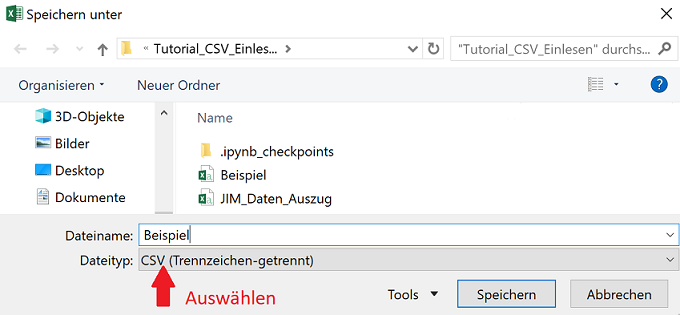 Speichern unter
« Tutorial_CSV_Einles... "Tutorial_CSV_Einlesen" durchs...
Organisieren Neuer Ordner ?
3D-Objekte
Bilder
Desktop
Dokumente
Name
.ipynb_checkpoints
Beispiel
JIM_Daten_Auszug
Dateiname: Beispiel
Dateityp: CSV (Trennzeichen-getrennt)
Auswählen
Tools Speichern Abbrechen